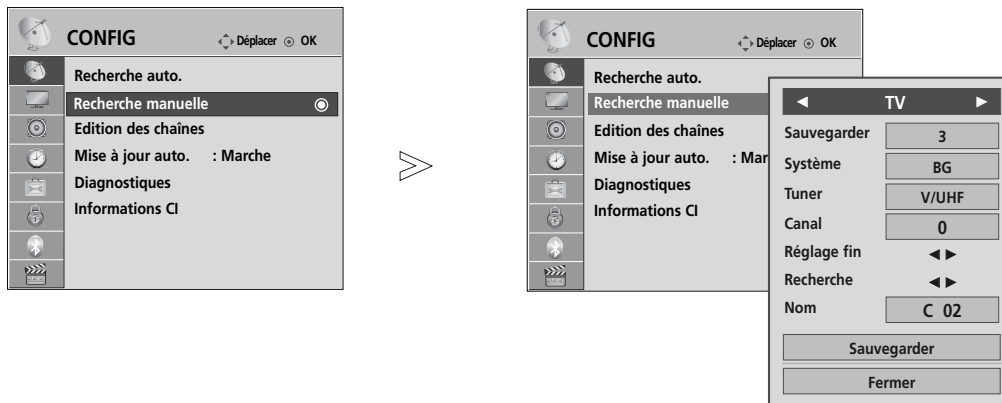 CONFIG Déplacer OK
Recherche auto.
Recherche manuelle
Edition des chaînes
Mise à jour auto. : Marche
Diagnostiques
Informations CI
CONFIG Déplacer OK
Recherche auto.
Recherche manuelle
Edition des chaînes
Mise à jour auto. : Mar
Diagnostiques
Informations CI
◄ TV ►
Sauvegarder 3
Système BG
Tuner V/UHF
Canal 0
Réglage fin ◄ ►
Recherche ◄ ►
Nom C 02
Sauvegarder
Fermer